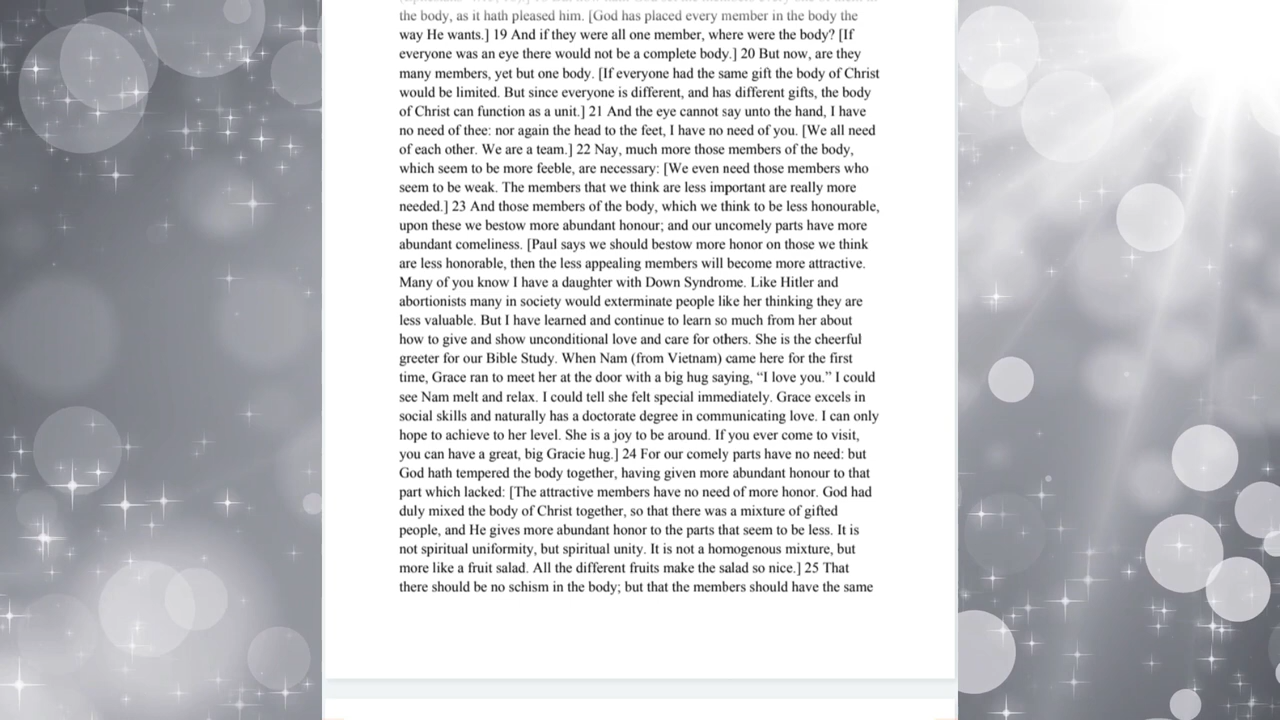 the body, as it hath pleased him. [God has placed every member in the body the
way He wants.] 19 And if they were all one member, where were the body? [If
everyone was an eye there would not be a complete body.] 20 But now, are they
many members, yet but one body. [If everyone had the same gift the body of Christ
would be limited. But since everyone is different, and has different gifts, the body
of Christ can function as a unit.] 21 And the eye cannot say unto the hand, I have
no need of thee: nor again the head to the feet, I have no need of you. [We all need
of each other. We are a team.] 22 Nay, much more those members of the body,
which seem to be more feeble, are necessary: [We even need those members who
seem to be weak. The members that we think are less important are really more
needed.] 23 And those members of the body, which we think to be less honourable,
upon these we bestow more abundant honour; and our uncomely parts have more
abundant comeliness. [Paul says we should bestow more honor on those we think
are less honorable, then the less appealing members will become more attractive.
Many of you know I have a daughter with Down Syndrome. Like Hitler and
abortionists many in society would exterminate people like her thinking they are
less valuable. But I have learned and continue to learn so much from her about
how to give and show unconditional love and care for others. She is the cheerful
greeter for our Bible Study. When Nam (from Vietnam) came here for the first
time, Grace ran to meet her at the door with a big hug saying, “I love you.” I could
see Nam melt and relax. I could tell she felt special immediately. Grace excels in
social skills and naturally has a doctorate degree in communicating love. I can only
hope to achieve to her level. She is a joy to be around. If you ever come to visit,
you can have a great, big Gracie hug.] 24 For our comely parts have no need: but
God hath tempered the body together, having given more abundant honour to that
part which lacked: [The attractive members have no need of more honor. God had
duly mixed the body of Christ together, so that there was a mixture of gifted
people, and He gives more abundant honor to the parts that seem to be less. It is
not spiritual uniformity, but spiritual unity. It is not a homogenous mixture, but
more like a fruit salad. All the different fruits make the salad so nice.] 25 That
there should be no schism in the body; but that the members should have the same